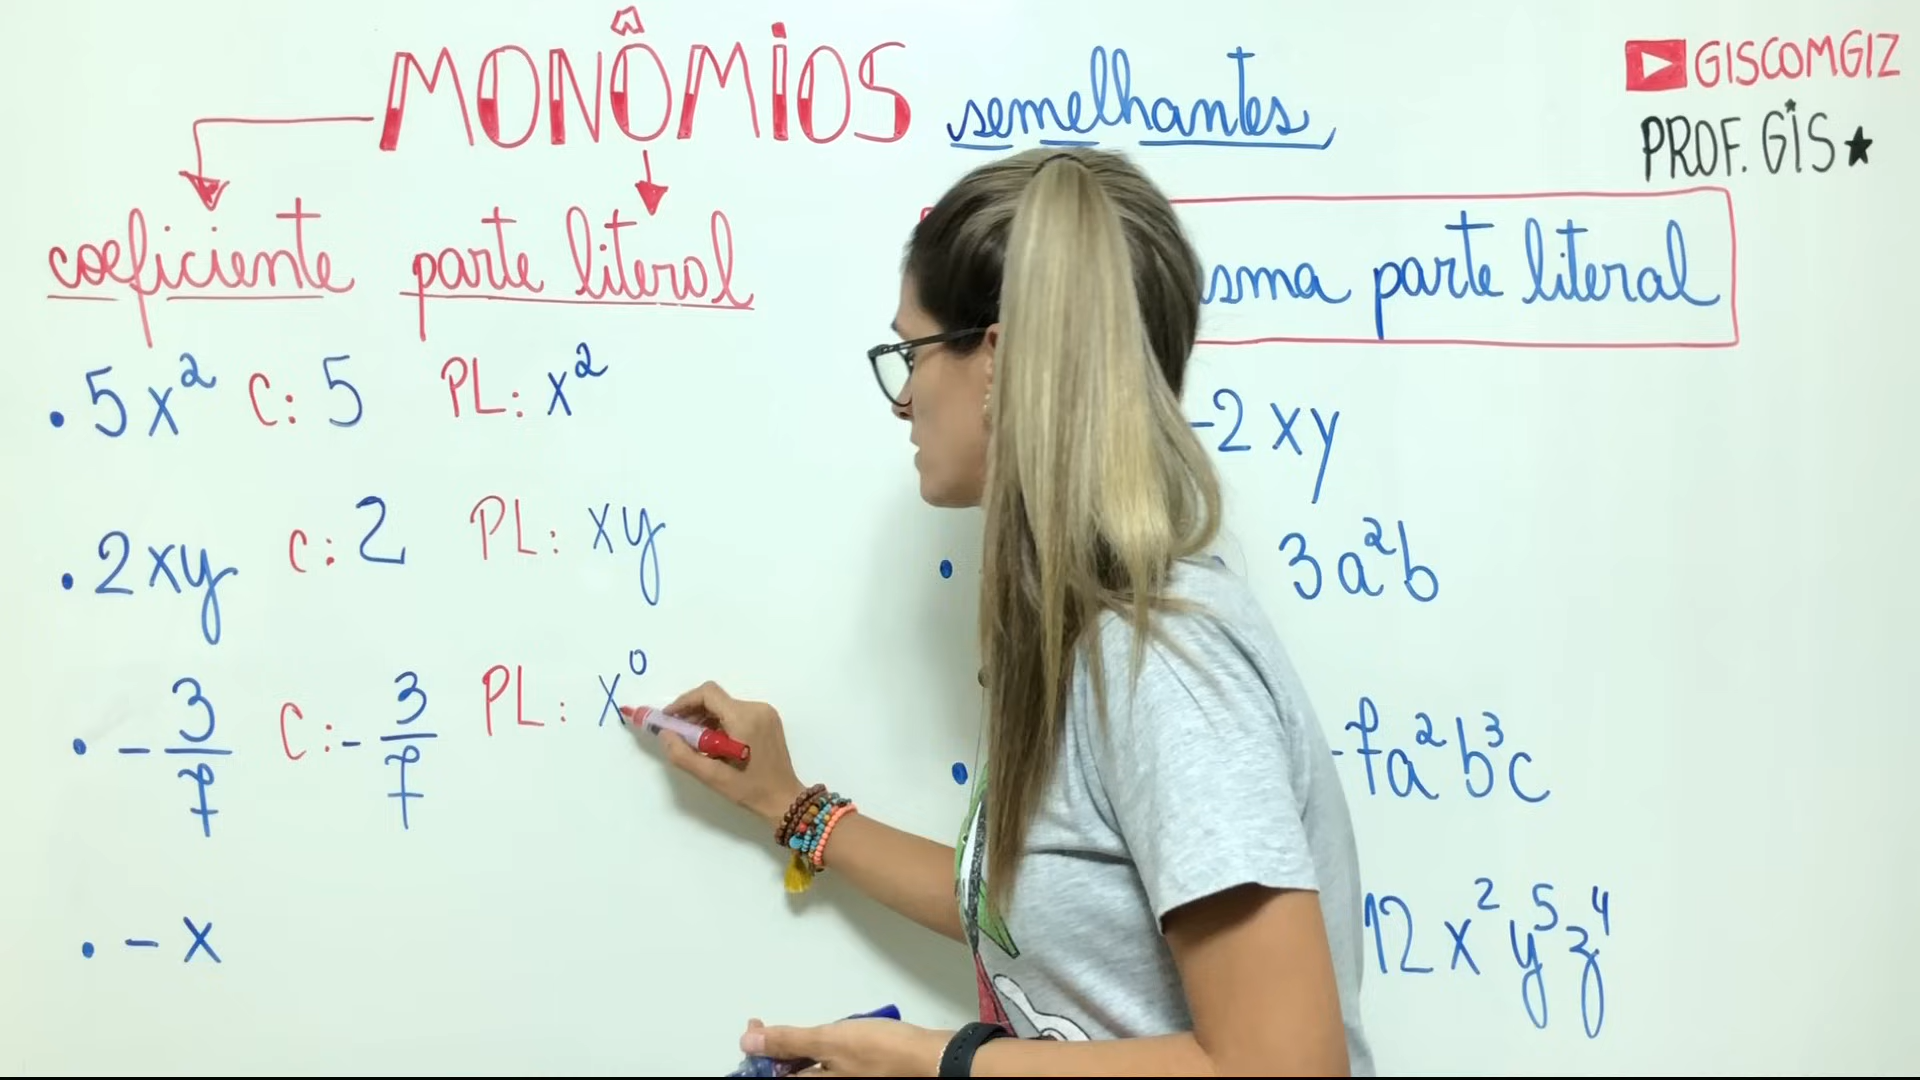 MONÔMIOS semelhantes
GISCOMGIZ
PROF. GIS
coeficiente parte literal
parte literal
5x² C: 5 PL: x²
-2xy
2xy C: 2 PL: xy
3a²b
-3/7 C: -3/7 PL: x⁰
-7a²b³c
-x
12x²y⁵z⁴